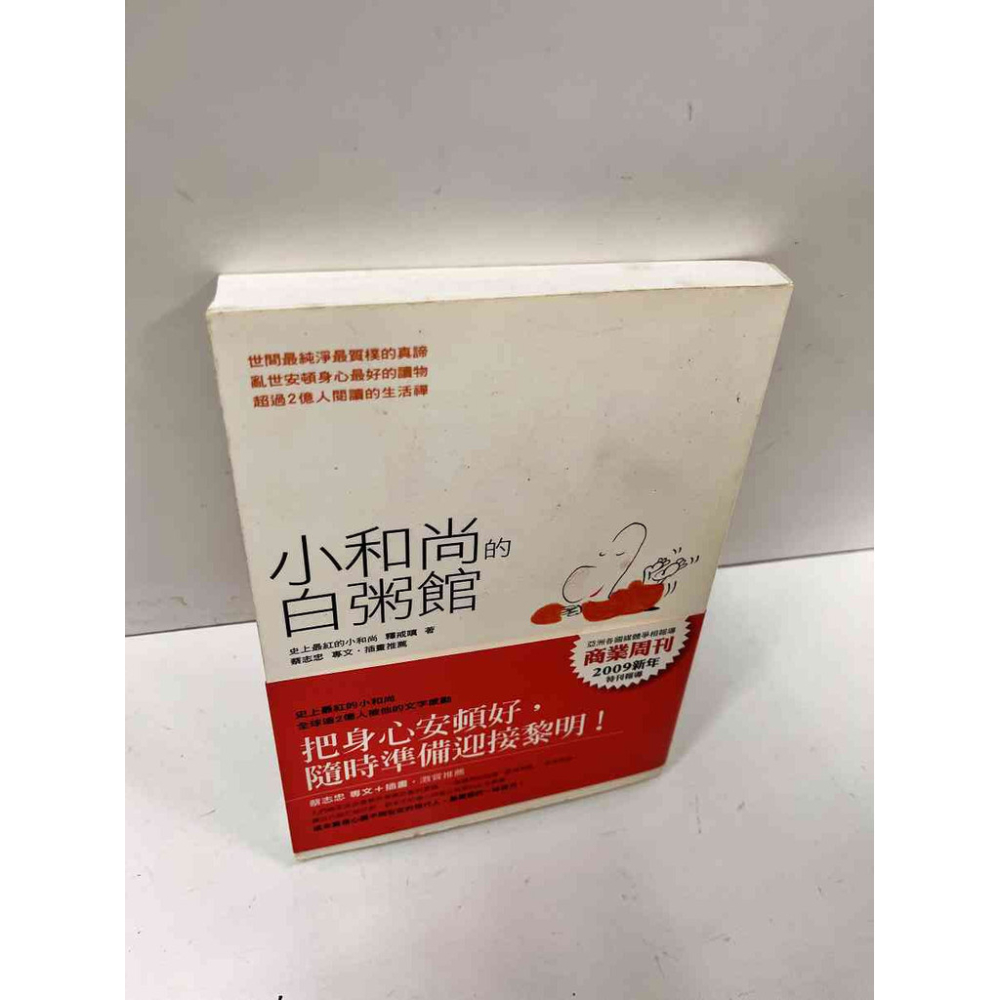 世間最純淨最質樸的真諦
亂世安頓身心最好的讀物
超過2億人閱讀的生活禪
小和尚的
白粥館
史上最紅的小和尚 釋戒嗔 著
蔡志忠 專文・插畫推薦
亞洲各國媒體爭相報導
商業周刊
2009新年
特刊報導
史上最紅的小和尚
全球逾2億人被他的文字感動
把身心安頓好，
隨時準備迎接黎明！
蔡志忠 專文+插畫・激賞推薦